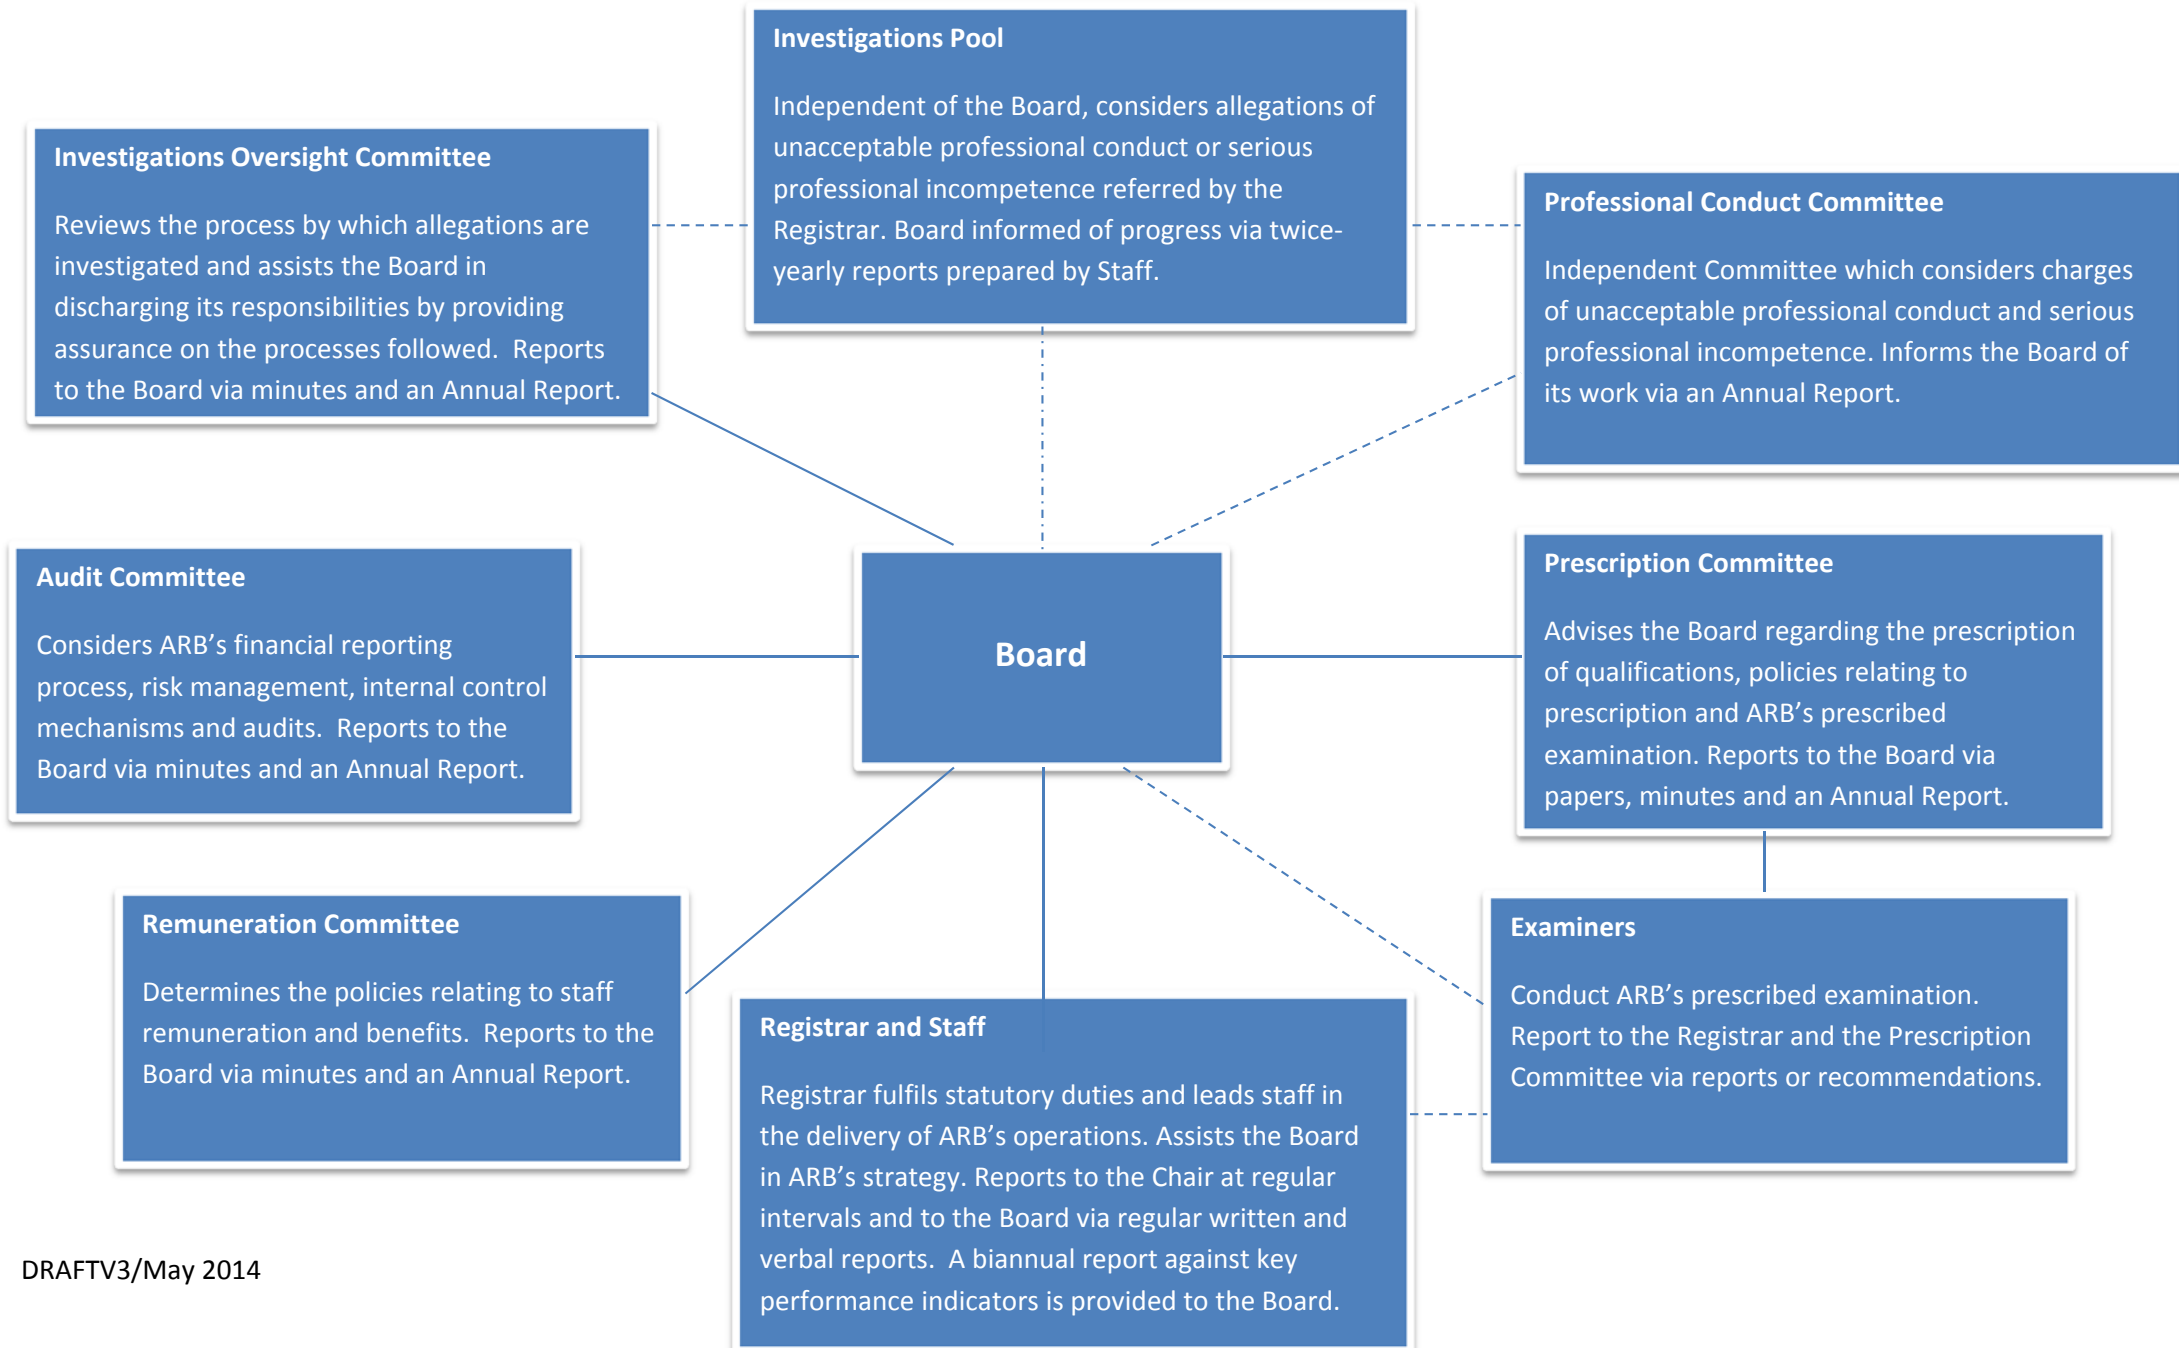 Investigations Pool
Independent of the Board, considers allegations of
unacceptable professional conduct or serious
professional incompetence referred by the
Registrar. Board informed of progress via twice-
yearly reports prepared by Staff.
Investigations Oversight Committee
Reviews the process by which allegations are
investigated and assists the Board in
discharging its responsibilities by providing
assurance on the processes followed.  Reports
to the Board via minutes and an Annual Report.
Professional Conduct Committee
Independent Committee which considers charges
of unacceptable professional conduct and serious
professional incompetence. Informs the Board of
its work via an Annual Report.
Audit Committee
Considers ARB’s financial reporting
process, risk management, internal control
mechanisms and audits.  Reports to the
Board via minutes and an Annual Report.
Board
Prescription Committee
Advises the Board regarding the prescription
of qualifications, policies relating to
prescription and ARB’s prescribed
examination. Reports to the Board via
papers, minutes and an Annual Report.
Remuneration Committee
Determines the policies relating to staff
remuneration and benefits.  Reports to the
Board via minutes and an Annual Report.
Registrar and Staff
Registrar fulfils statutory duties and leads staff in
the delivery of ARB’s operations. Assists the Board
in ARB’s strategy. Reports to the Chair at regular
intervals and to the Board via regular written and
verbal reports.  A biannual report against key
performance indicators is provided to the Board.
Examiners
Conduct ARB’s prescribed examination.
Report to the Registrar and the Prescription
Committee via reports or recommendations.
DRAFTV3/May 2014